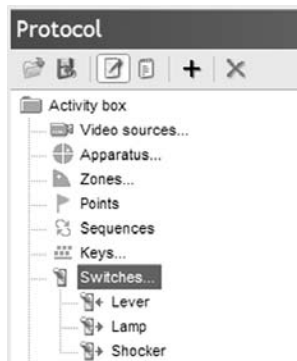 Protocol
Activity box
Video sources...
Apparatus...
Zones...
Points
Sequences
Keys...
Switches...
Lever
Lamp
Shocker